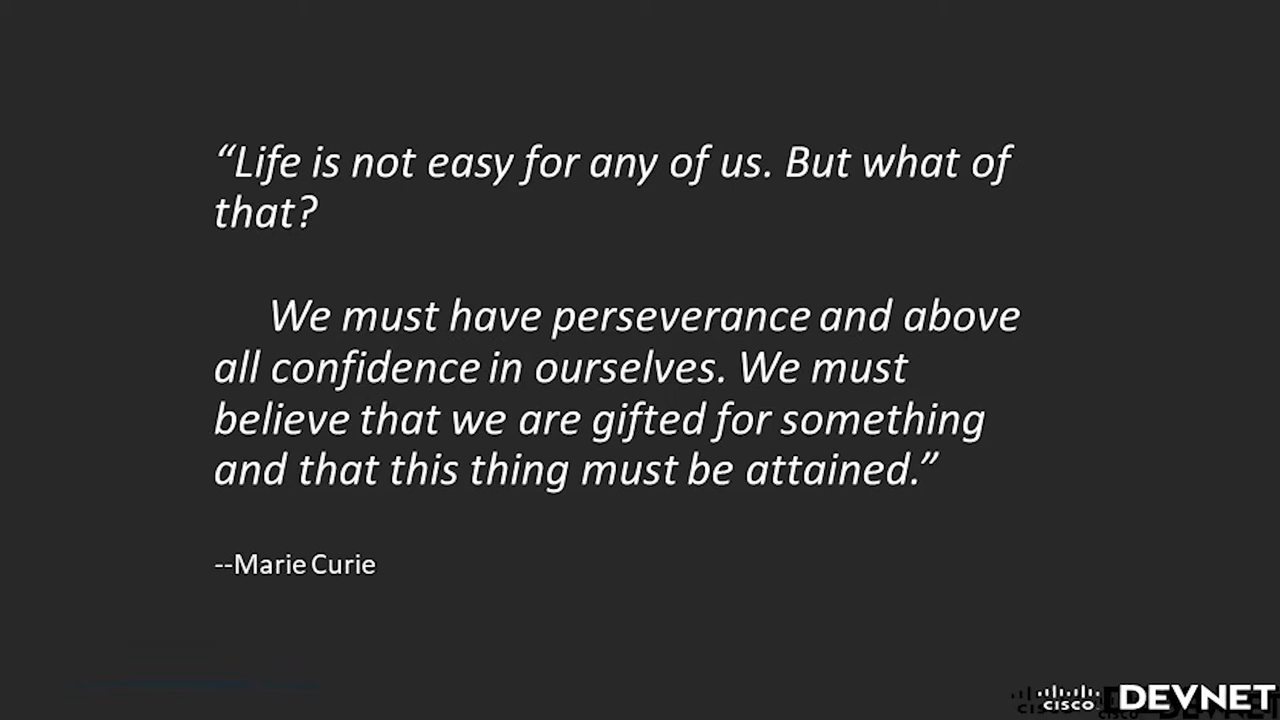 “Life is not easy for any of us. But what of
that?
We must have perseverance and above
all confidence in ourselves. We must
believe that we are gifted for something
and that this thing must be attained.”
--Marie Curie
CISCO DEVNET